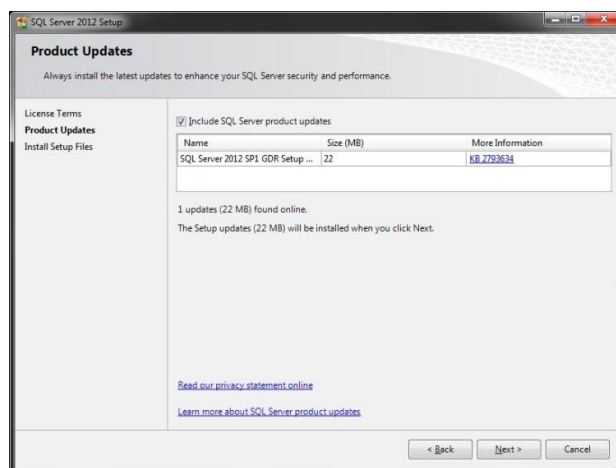 SQL Server 2012 Setup
Product Updates
Always install the latest updates to enhance your SQL Server security and performance.
License Terms
Product Updates
Install Setup Files
Include SQL Server product updates
Name Size (MB) More Information
SQL Server 2012 SP1 GDR Setup ... 22 KB 2793634
1 updates (22 MB) found online.
The Setup updates (22 MB) will be installed when you click Next.
Read our privacy statement online
Learn more about SQL Server product updates
< Back Next > Cancel